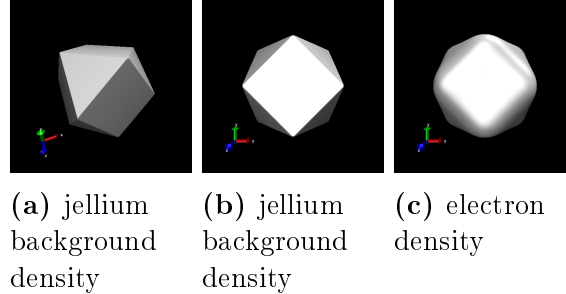 (a) jellium
background
density
(b) jellium
background
density
(c) electron
density